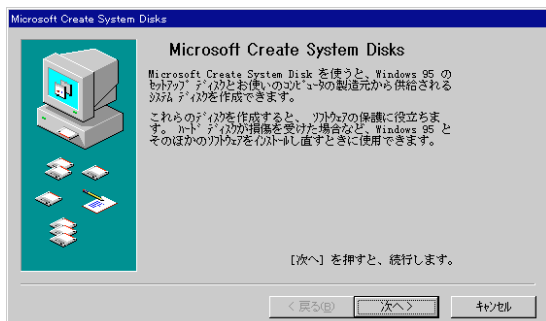 Microsoft Create System Disks
Microsoft Create System Disks
Microsoft Create System Disk を使うと、Windows 95 の
ｾｯﾄｱｯﾌﾟ ﾃﾞｨｽｸとお使いのｺﾝﾋﾟｭｰﾀの製造元から供給される
ｼｽﾃﾑ ﾃﾞｨｽｸを作成できます。
これらのﾃﾞｨｽｸを作成すると、 ｿﾌﾄｳｪｱの保護に役立ちま
す。 ﾊｰﾄﾞ ﾃﾞｨｽｸが損傷を受けた場合など、Windows 95 と
そのほかのｿﾌﾄｳｪｱをｲﾝｽﾄｰﾙし直すときに使用できます。
[次へ] を押すと、続行します。
< 戻る(B)
次へ >
ｷｬﾝｾﾙ